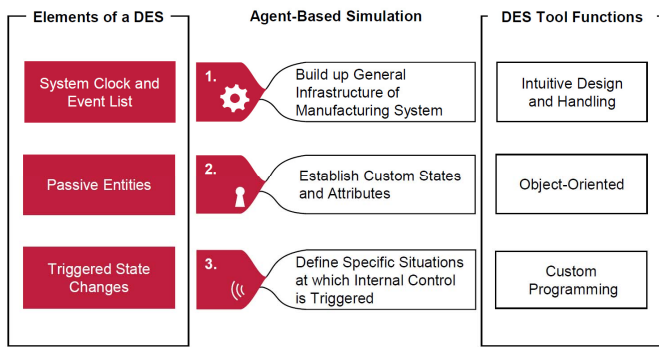 Elements of a DES
Agent-Based Simulation
DES Tool Functions
System Clock and
Event List
1.
Build up General
Infrastructure of
Manufacturing System
Intuitive Design
and Handling
Passive Entities
2.
Establish Custom States
and Attributes
Object-Oriented
Triggered State
Changes
3.
Define Specific Situations
at which Internal Control
is Triggered
Custom
Programming